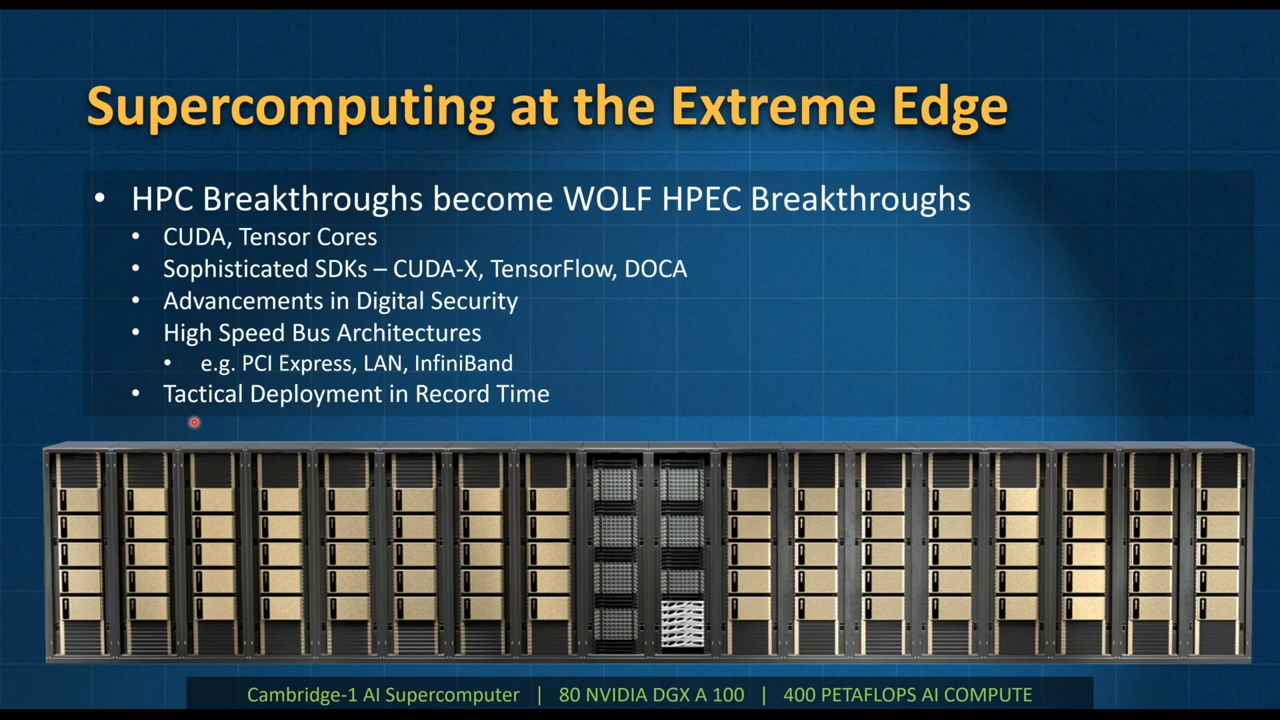 Supercomputing at the Extreme Edge
• HPC Breakthroughs become WOLF HPEC Breakthroughs
• CUDA, Tensor Cores
• Sophisticated SDKs – CUDA-X, TensorFlow, DOCA
• Advancements in Digital Security
• High Speed Bus Architectures
• e.g. PCI Express, LAN, InfiniBand
• Tactical Deployment in Record Time
Cambridge-1 AI Supercomputer | 80 NVIDIA DGX A 100 | 400 PETAFLOPS AI COMPUTE